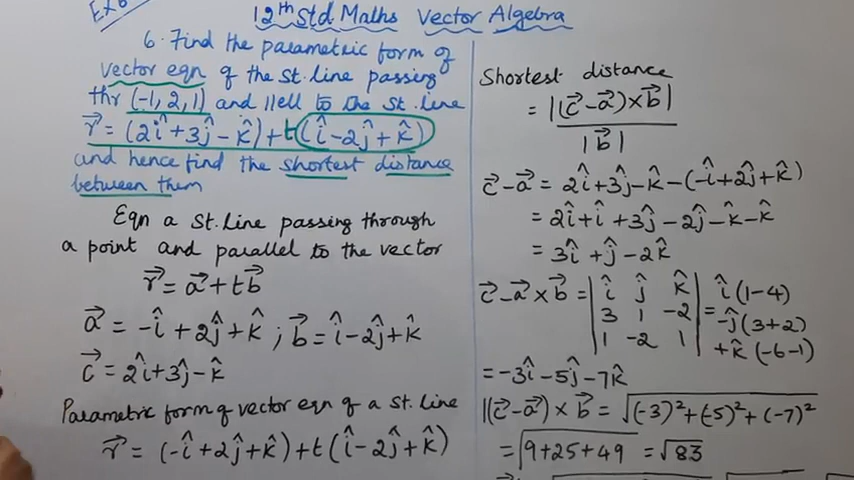 Ex 6
12th Std Maths Vector Algebra
6. Find the parametric form of
vector eqn of the St. line passing
thr (-1, 2, 1) and llell to the st. line
r⃗ = (2î + 3ĵ - k̂) + t(î - 2ĵ + k̂)
and hence find the shortest distance
between them
Eqn a St. line passing through
a point and parallel to the vector
r⃗ = a⃗ + t b⃗
a⃗ = -î + 2ĵ + k̂ ; b⃗ = î - 2ĵ + k̂
c⃗ = 2î + 3ĵ - k̂
Parametric form of vector eqn of a st. line
r⃗ = (-î + 2ĵ + k̂) + t(î - 2ĵ + k̂)
Shortest distance
= |(c⃗ - a⃗) × b⃗|
|b⃗|
c⃗ - a⃗ = 2î + 3ĵ - k̂ - (-î + 2ĵ + k̂)
= 2î + î + 3ĵ - 2ĵ - k̂ - k̂
= 3î + ĵ - 2k̂
c⃗ - a⃗ × b⃗ = | î ĵ k̂ | = î(1-4)
3 1 -2 -ĵ(3+2)
1 -2 1 +k̂(-6-1)
= -3î - 5ĵ - 7k̂
|(c⃗ - a⃗) × b⃗ = √(-3)² + (-5)² + (-7)²
= √9+25+49 = √83